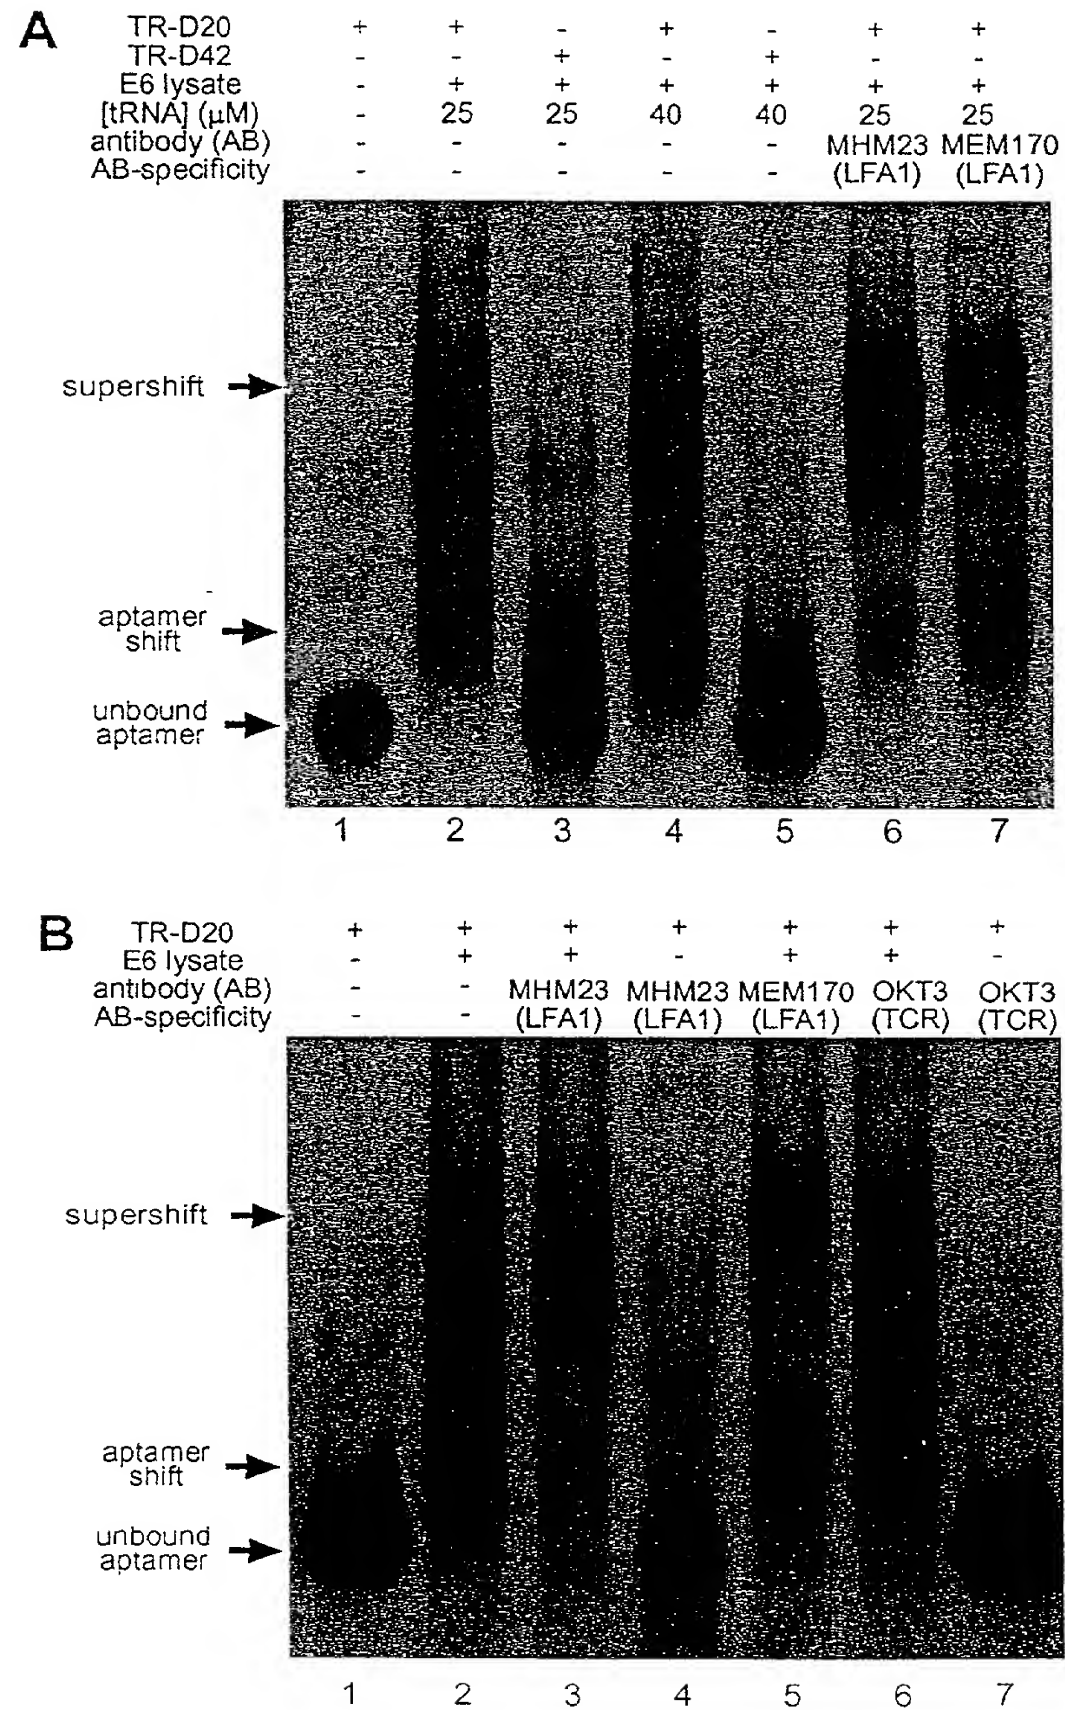 A
TR-D20 + + - + - + +
TR-D42 - - + - + - -
E6 lysate - + + + + + +
[tRNA] (µM) - 25 25 40 40 25 25
antibody (AB) - - - - - MHM23 MEM170
AB-specificity - - - - - (LFA1) (LFA1)
supershift
aptamer
shift
unbound
aptamer
1 2 3 4 5 6 7
B
TR-D20 + + + + + + +
E6 lysate - + + - + + -
antibody (AB) - - MHM23 MHM23 MEM170 OKT3 OKT3
AB-specificity - - (LFA1) (LFA1) (LFA1) (TCR) (TCR)
supershift
aptamer
shift
unbound
aptamer
1 2 3 4 5 6 7